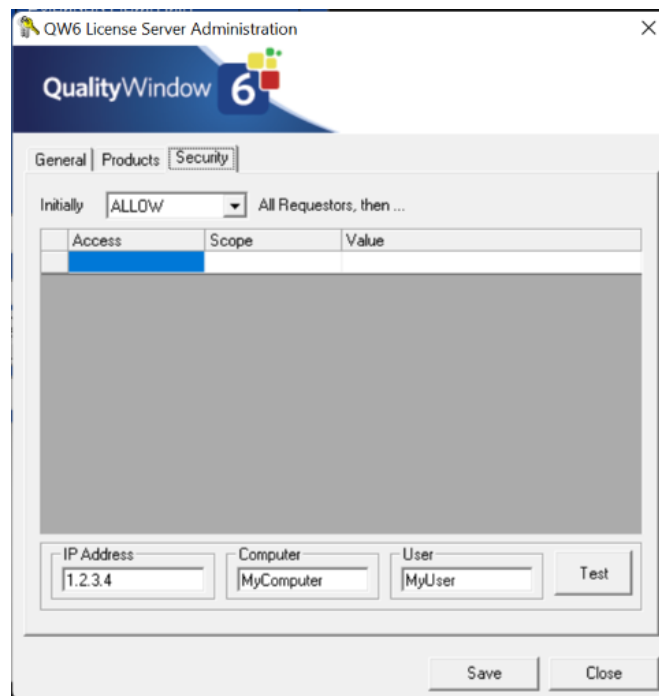 QW6 License Server Administration
QualityWindow 6
General Products Security
Initially ALLOW All Requestors, then ...
Access Scope Value
IP Address Computer User
1.2.3.4 MyComputer MyUser Test
Save Close